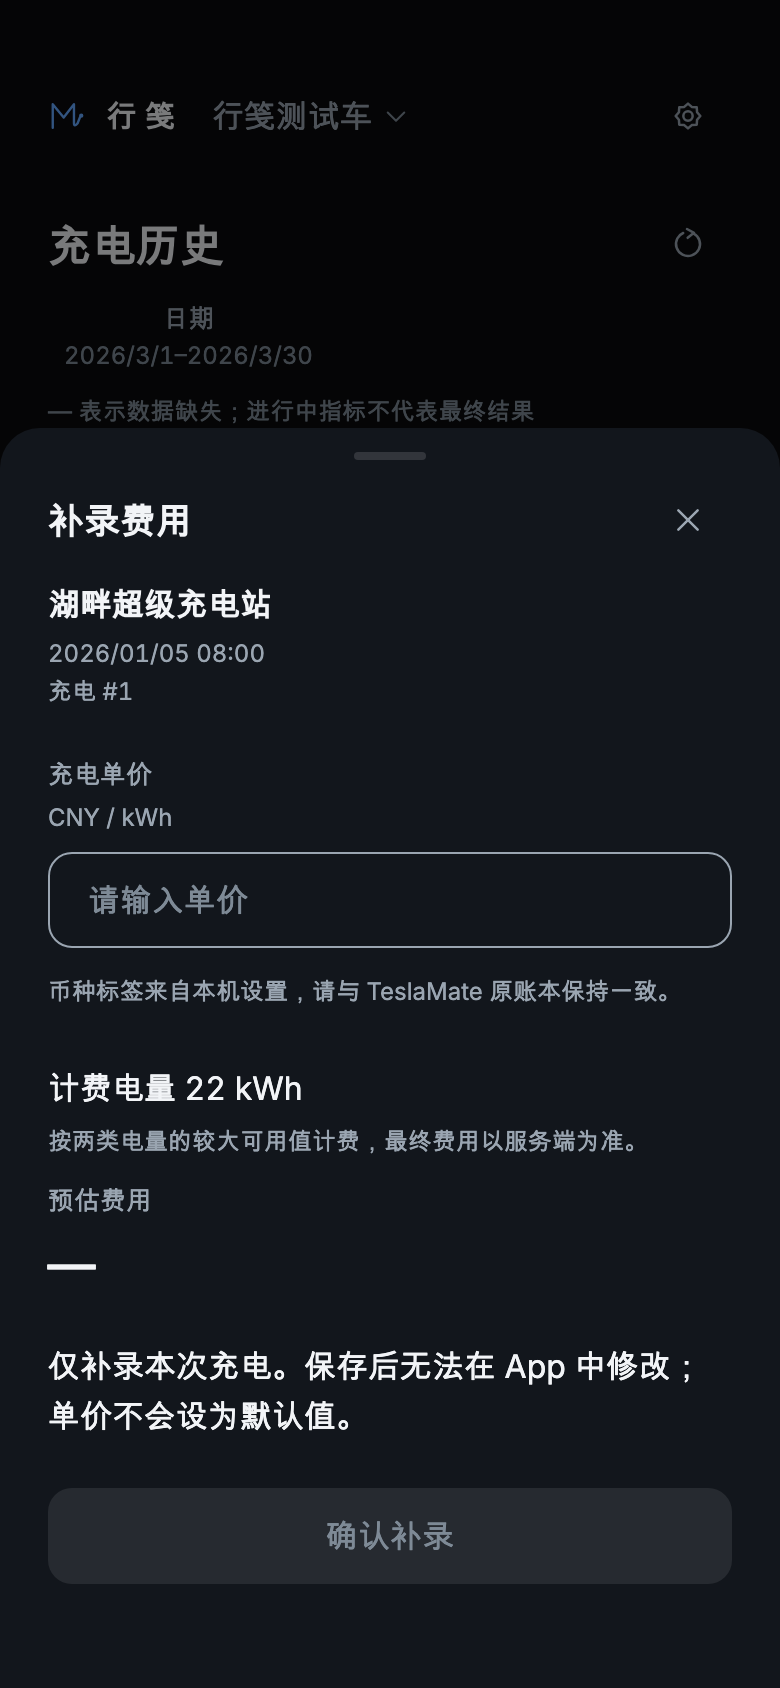 行笺 行笺测试车
充电历史
日期
2026/3/1–2026/3/30
— 表示数据缺失；进行中指标不代表最终结果
补录费用
湖畔超级充电站
2026/01/05 08:00
充电 #1
充电单价
CNY / kWh
请输入单价
币种标签来自本机设置，请与 TeslaMate 原账本保持一致。
计费电量 22 kWh
按两类电量的较大可用值计费，最终费用以服务端为准。
预估费用
—
仅补录本次充电。保存后无法在 App 中修改；
单价不会设为默认值。
确认补录